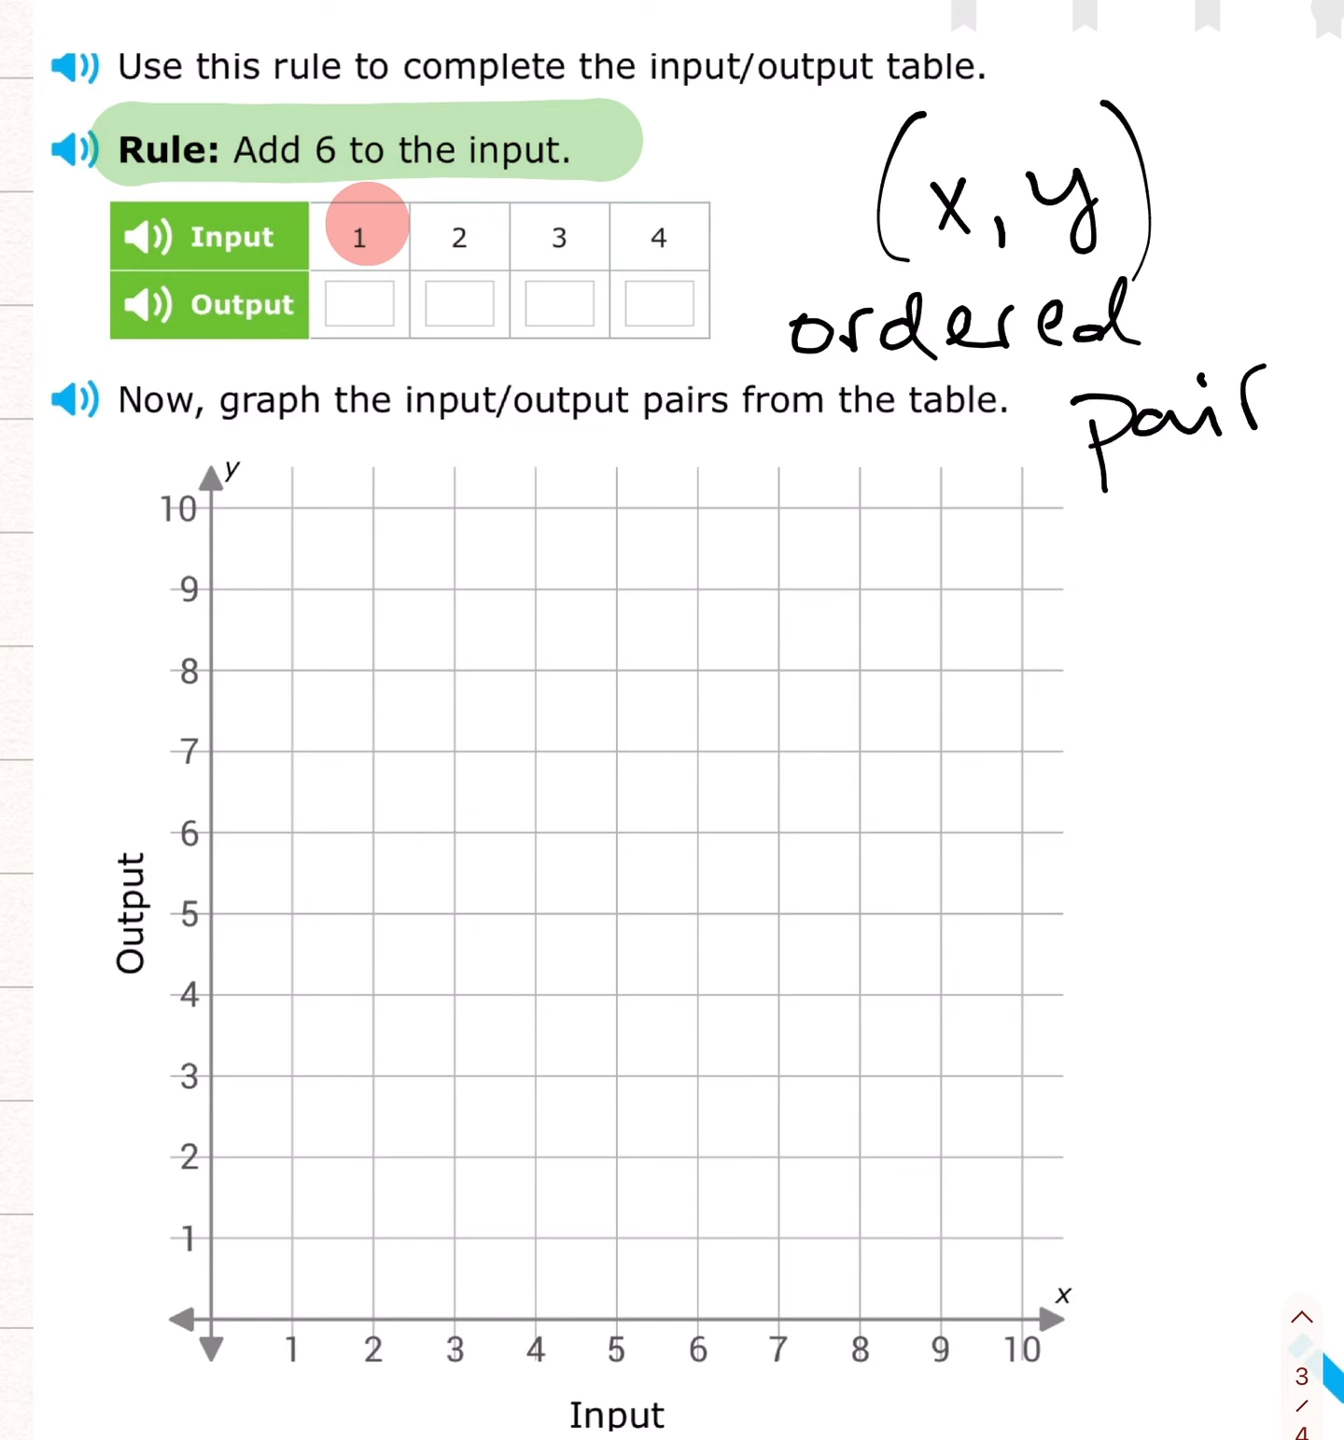 Use this rule to complete the input/output table.
Rule: Add 6 to the input.
Input 1 2 3 4
Output
(x, y)
ordered
pair
Now, graph the input/output pairs from the table.
y
10
9
8
7
6
5
4
3
2
1
Output
x
1 2 3 4 5 6 7 8 9 10
Input
3
/
4